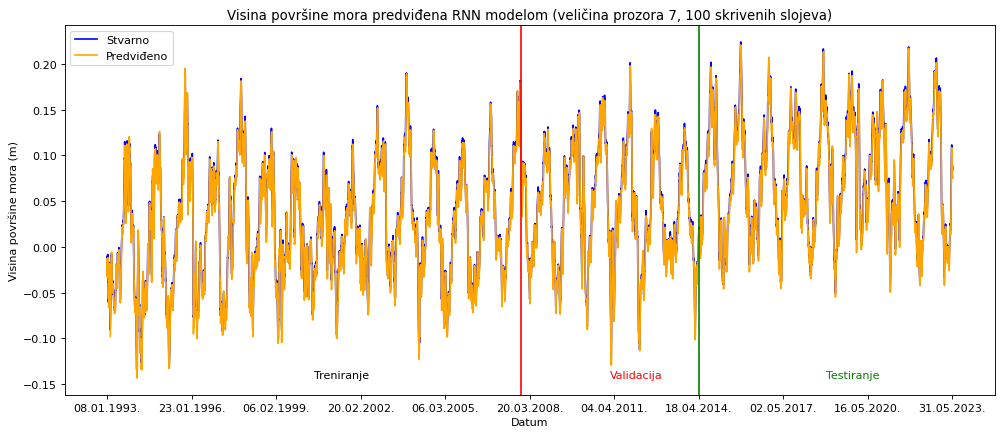 Visina površine mora predviđena RNN modelom (veličina prozora 7, 100 skrivenih slojeva)
Stvarno
Predviđeno
Visina površine mora (m)
0.20
0.15
0.10
0.05
0.00
−0.05
−0.10
−0.15
Treniranje
Validacija
Testiranje
08.01.1993.
23.01.1996.
06.02.1999.
20.02.2002.
06.03.2005.
20.03.2008.
04.04.2011.
18.04.2014.
02.05.2017.
16.05.2020.
31.05.2023.
Datum